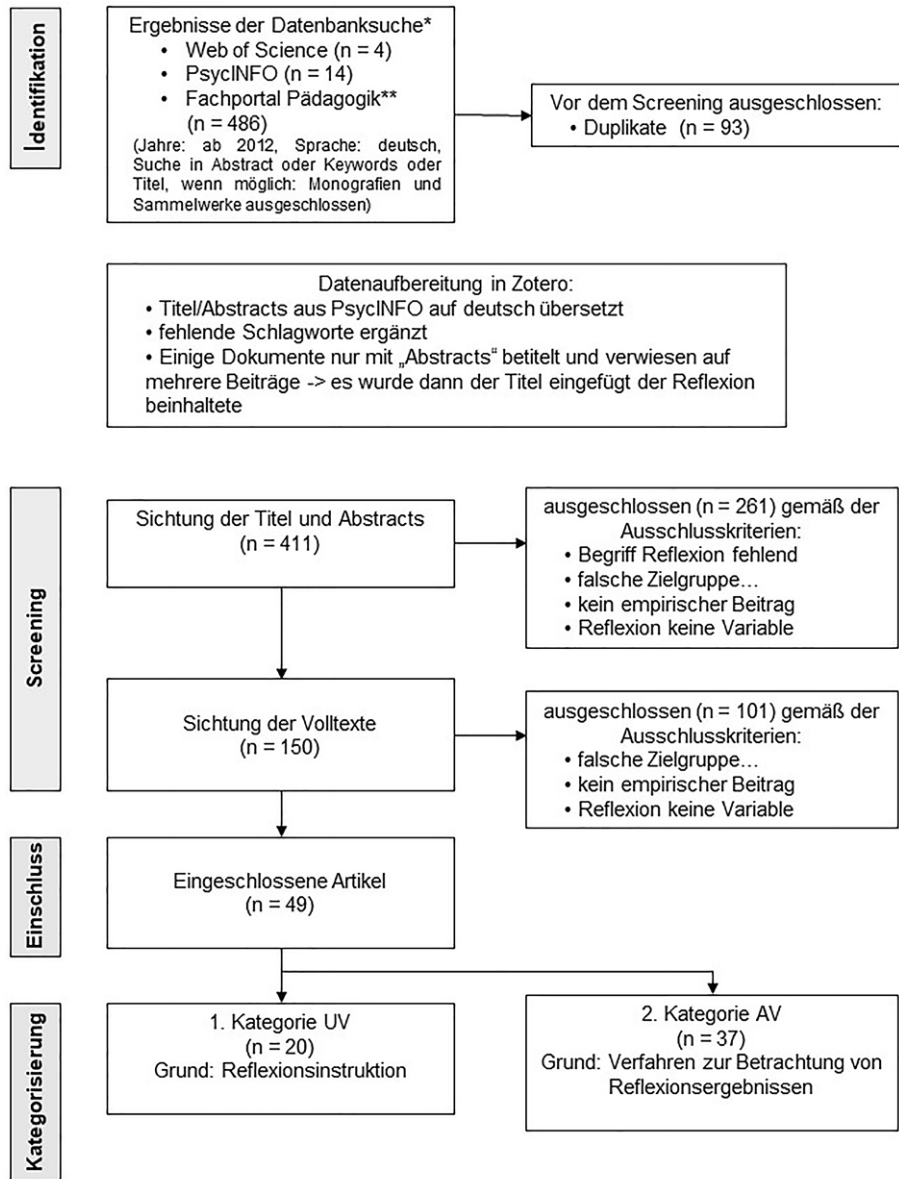 Identifikation
Ergebnisse der Datenbanksuche*
• Web of Science (n = 4)
• PsycINFO (n = 14)
• Fachportal Pädagogik**
(n = 486)
(Jahre: ab 2012, Sprache: deutsch,
Suche in Abstract oder Keywords oder
Titel, wenn möglich: Monografien und
Sammelwerke ausgeschlossen)
Vor dem Screening ausgeschlossen:
• Duplikate (n = 93)
Datenaufbereitung in Zotero:
• Titel/Abstracts aus PsycINFO auf deutsch übersetzt
• fehlende Schlagworte ergänzt
• Einige Dokumente nur mit „Abstracts“ betitelt und verwiesen auf
mehrere Beiträge -> es wurde dann der Titel eingefügt der Reflexion
beinhaltete
Screening
Sichtung der Titel und Abstracts
(n = 411)
ausgeschlossen (n = 261) gemäß der
Ausschlusskriterien:
• Begriff Reflexion fehlend
• falsche Zielgruppe…
• kein empirischer Beitrag
• Reflexion keine Variable
Sichtung der Volltexte
(n = 150)
ausgeschlossen (n = 101) gemäß der
Ausschlusskriterien:
• falsche Zielgruppe…
• kein empirischer Beitrag
• Reflexion keine Variable
Einschluss
Eingeschlossene Artikel
(n = 49)
Kategorisierung
1. Kategorie UV
(n = 20)
Grund: Reflexionsinstruktion
2. Kategorie AV
(n = 37)
Grund: Verfahren zur Betrachtung von
Reflexionsergebnissen